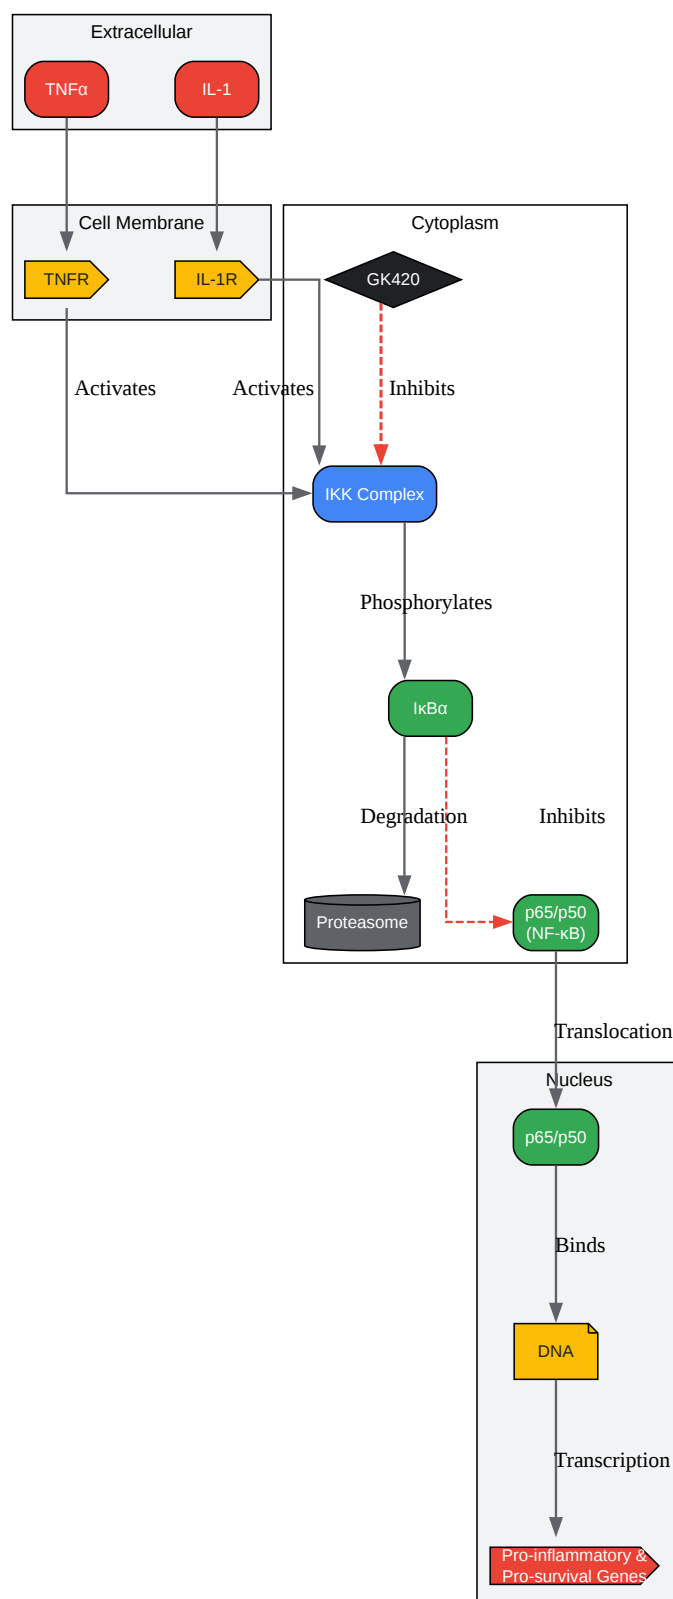 Extracellular
TNFα
IL-1
Cell Membrane
Cytoplasm
TNFR
IL-1R
GK420
Activates
Activates
Inhibits
IKK Complex
Phosphorylates
IκBα
Degradation
Inhibits
Proteasome
p65/p50
(NF-κB)
Translocation
Nucleus
p65/p50
Binds
DNA
Transcription
Pro-inflammatory &
Pro-survival Genes